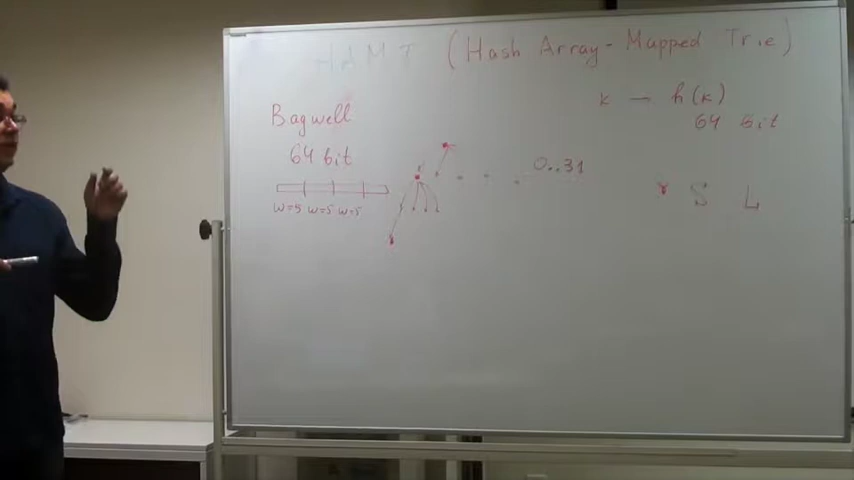 HAMT (Hash Array-Mapped Trie)
Bagwell
k — h(k)
64 bit
64 bit
0..31
w=5 w=5 w=5
S L